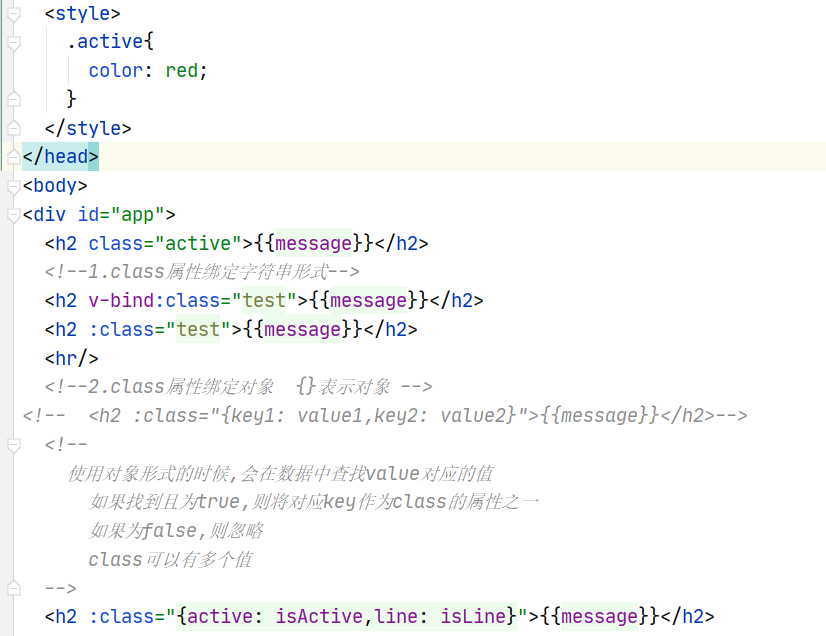 <style>
.active{
color: red;
}
</style>
</head>
<body>
<div id="app">
<h2 class="active">{{message}}</h2>
<!--1.class属性绑定字符串形式-->
<h2 v-bind:class="test">{{message}}</h2>
<h2 :class="test">{{message}}</h2>
<hr/>
<!--2.class属性绑定对象  {}表示对象 -->
<!--  <h2 :class="{key1: value1,key2: value2}">{{message}}</h2>-->
<!--
使用对象形式的时候,会在数据中查找value对应的值
如果找到且为true,则将对应key作为class的属性之一
如果为false,则忽略
class可以有多个值
-->
<h2 :class="{active: isActive,line: isLine}">{{message}}</h2>